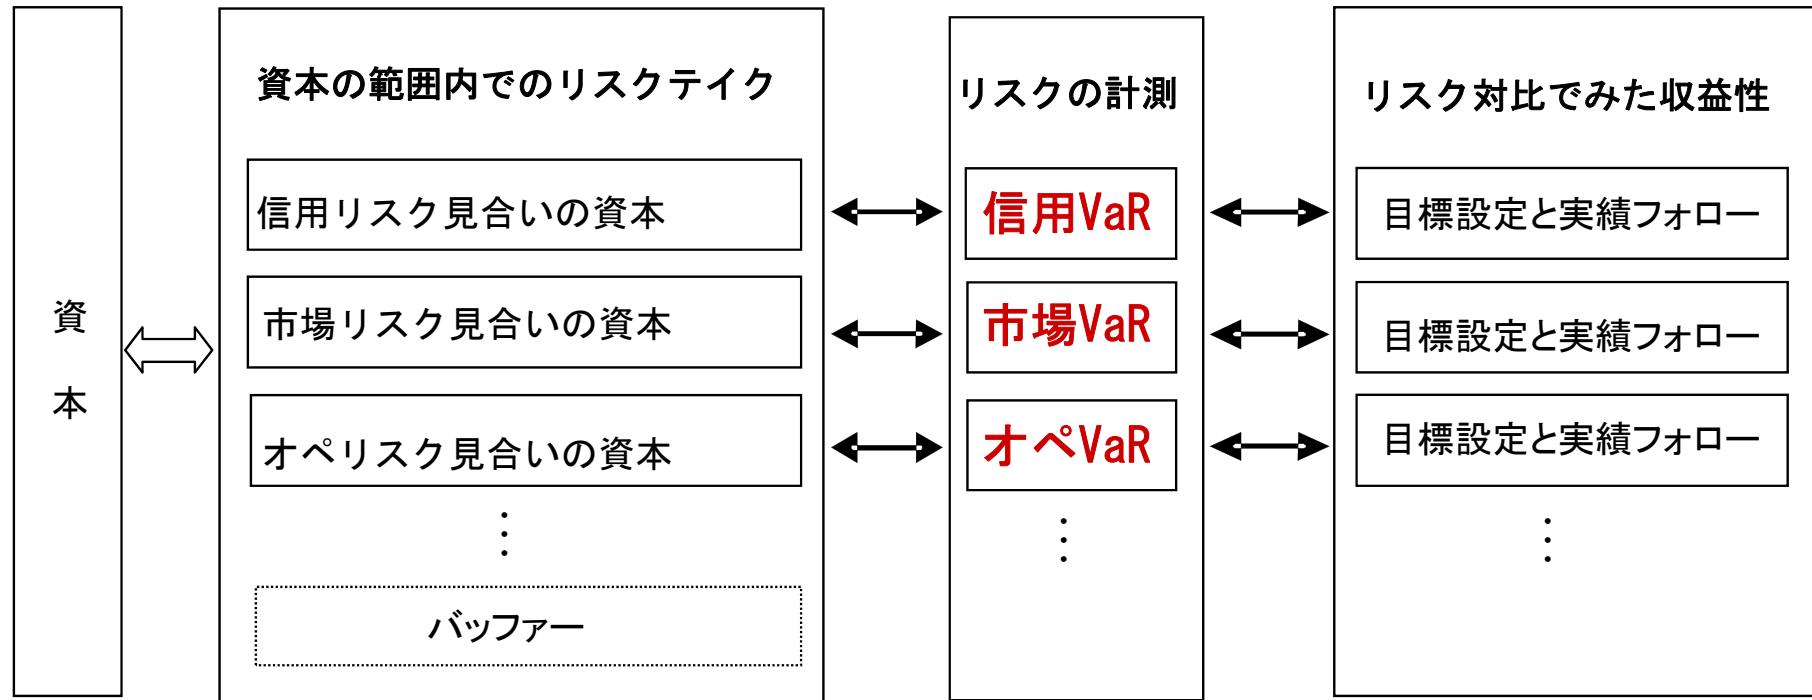 資本
資本の範囲内でのリスクテイク
信用リスク見合いの資本
市場リスク見合いの資本
オペリスク見合いの資本
⋮
バッファー
リスクの計測
信用VaR
市場VaR
オペVaR
⋮
リスク対比でみた収益性
目標設定と実績フォロー
目標設定と実績フォロー
目標設定と実績フォロー
⋮